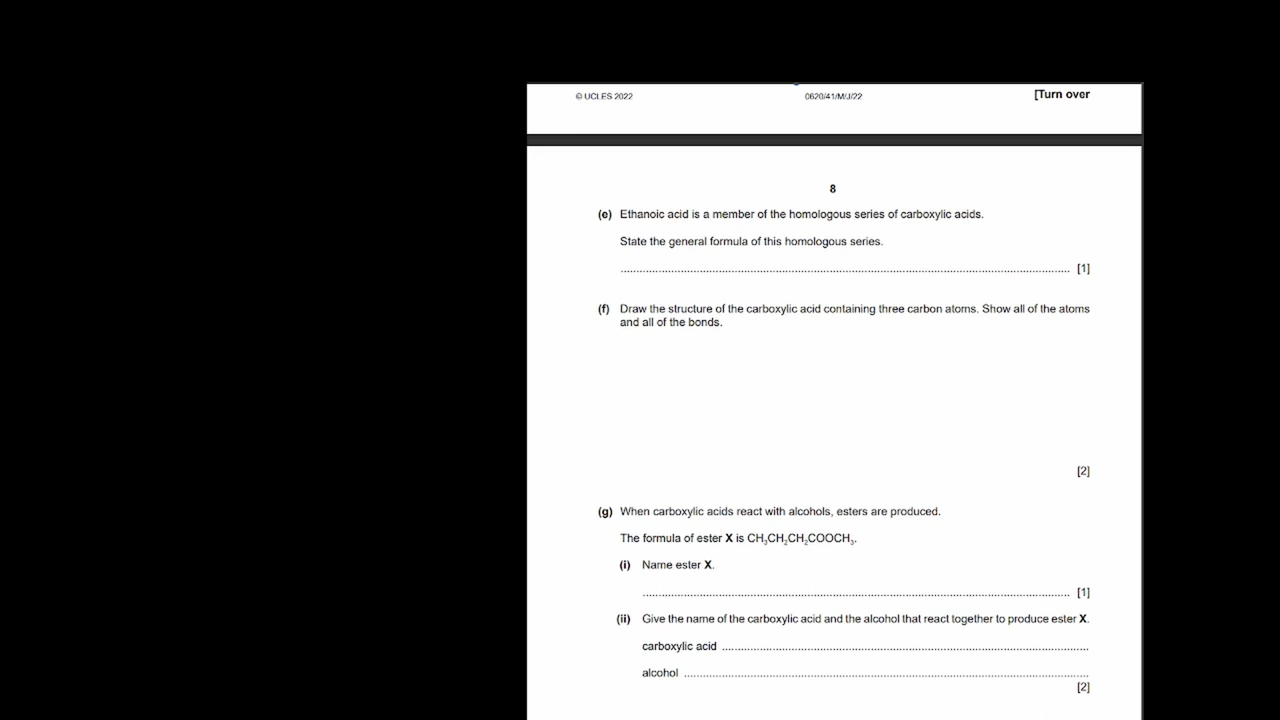 © UCLES 2022 0620/41/M/J/22 [Turn over
8
(e) Ethanoic acid is a member of the homologous series of carboxylic acids.
State the general formula of this homologous series.
.................................................................................................................................................. [1]
(f) Draw the structure of the carboxylic acid containing three carbon atoms. Show all of the atoms
and all of the bonds.
[2]
(g) When carboxylic acids react with alcohols, esters are produced.
The formula of ester X is CH₃CH₂CH₂COOCH₃.
(i) Name ester X.
........................................................................................................................................... [1]
(ii) Give the name of the carboxylic acid and the alcohol that react together to produce ester X.
carboxylic acid .......................................................................................................................
alcohol ...................................................................................................................................
[2]